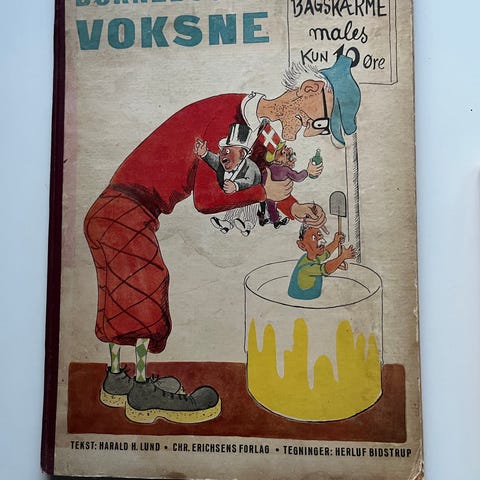 VOKSNE
BAGSKÆRME
males
KUN 10 Øre
TEKST: HARALD H. LUND • CHR. ERICHSENS FORLAG • TEGNINGER: HERLUF BIDSTRUP